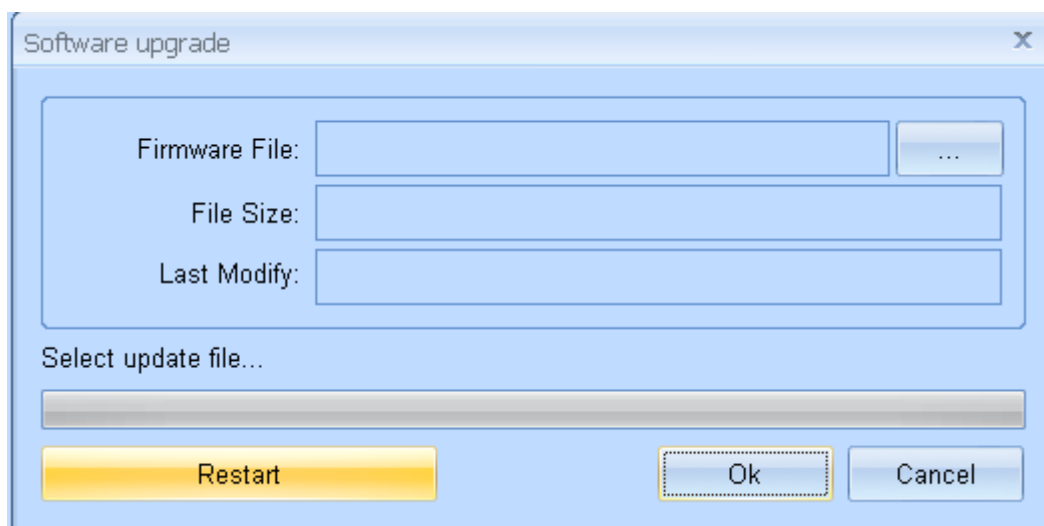 Software upgrade x
Firmware File: ...
File Size:
Last Modify:
Select update file...
Restart Ok Cancel